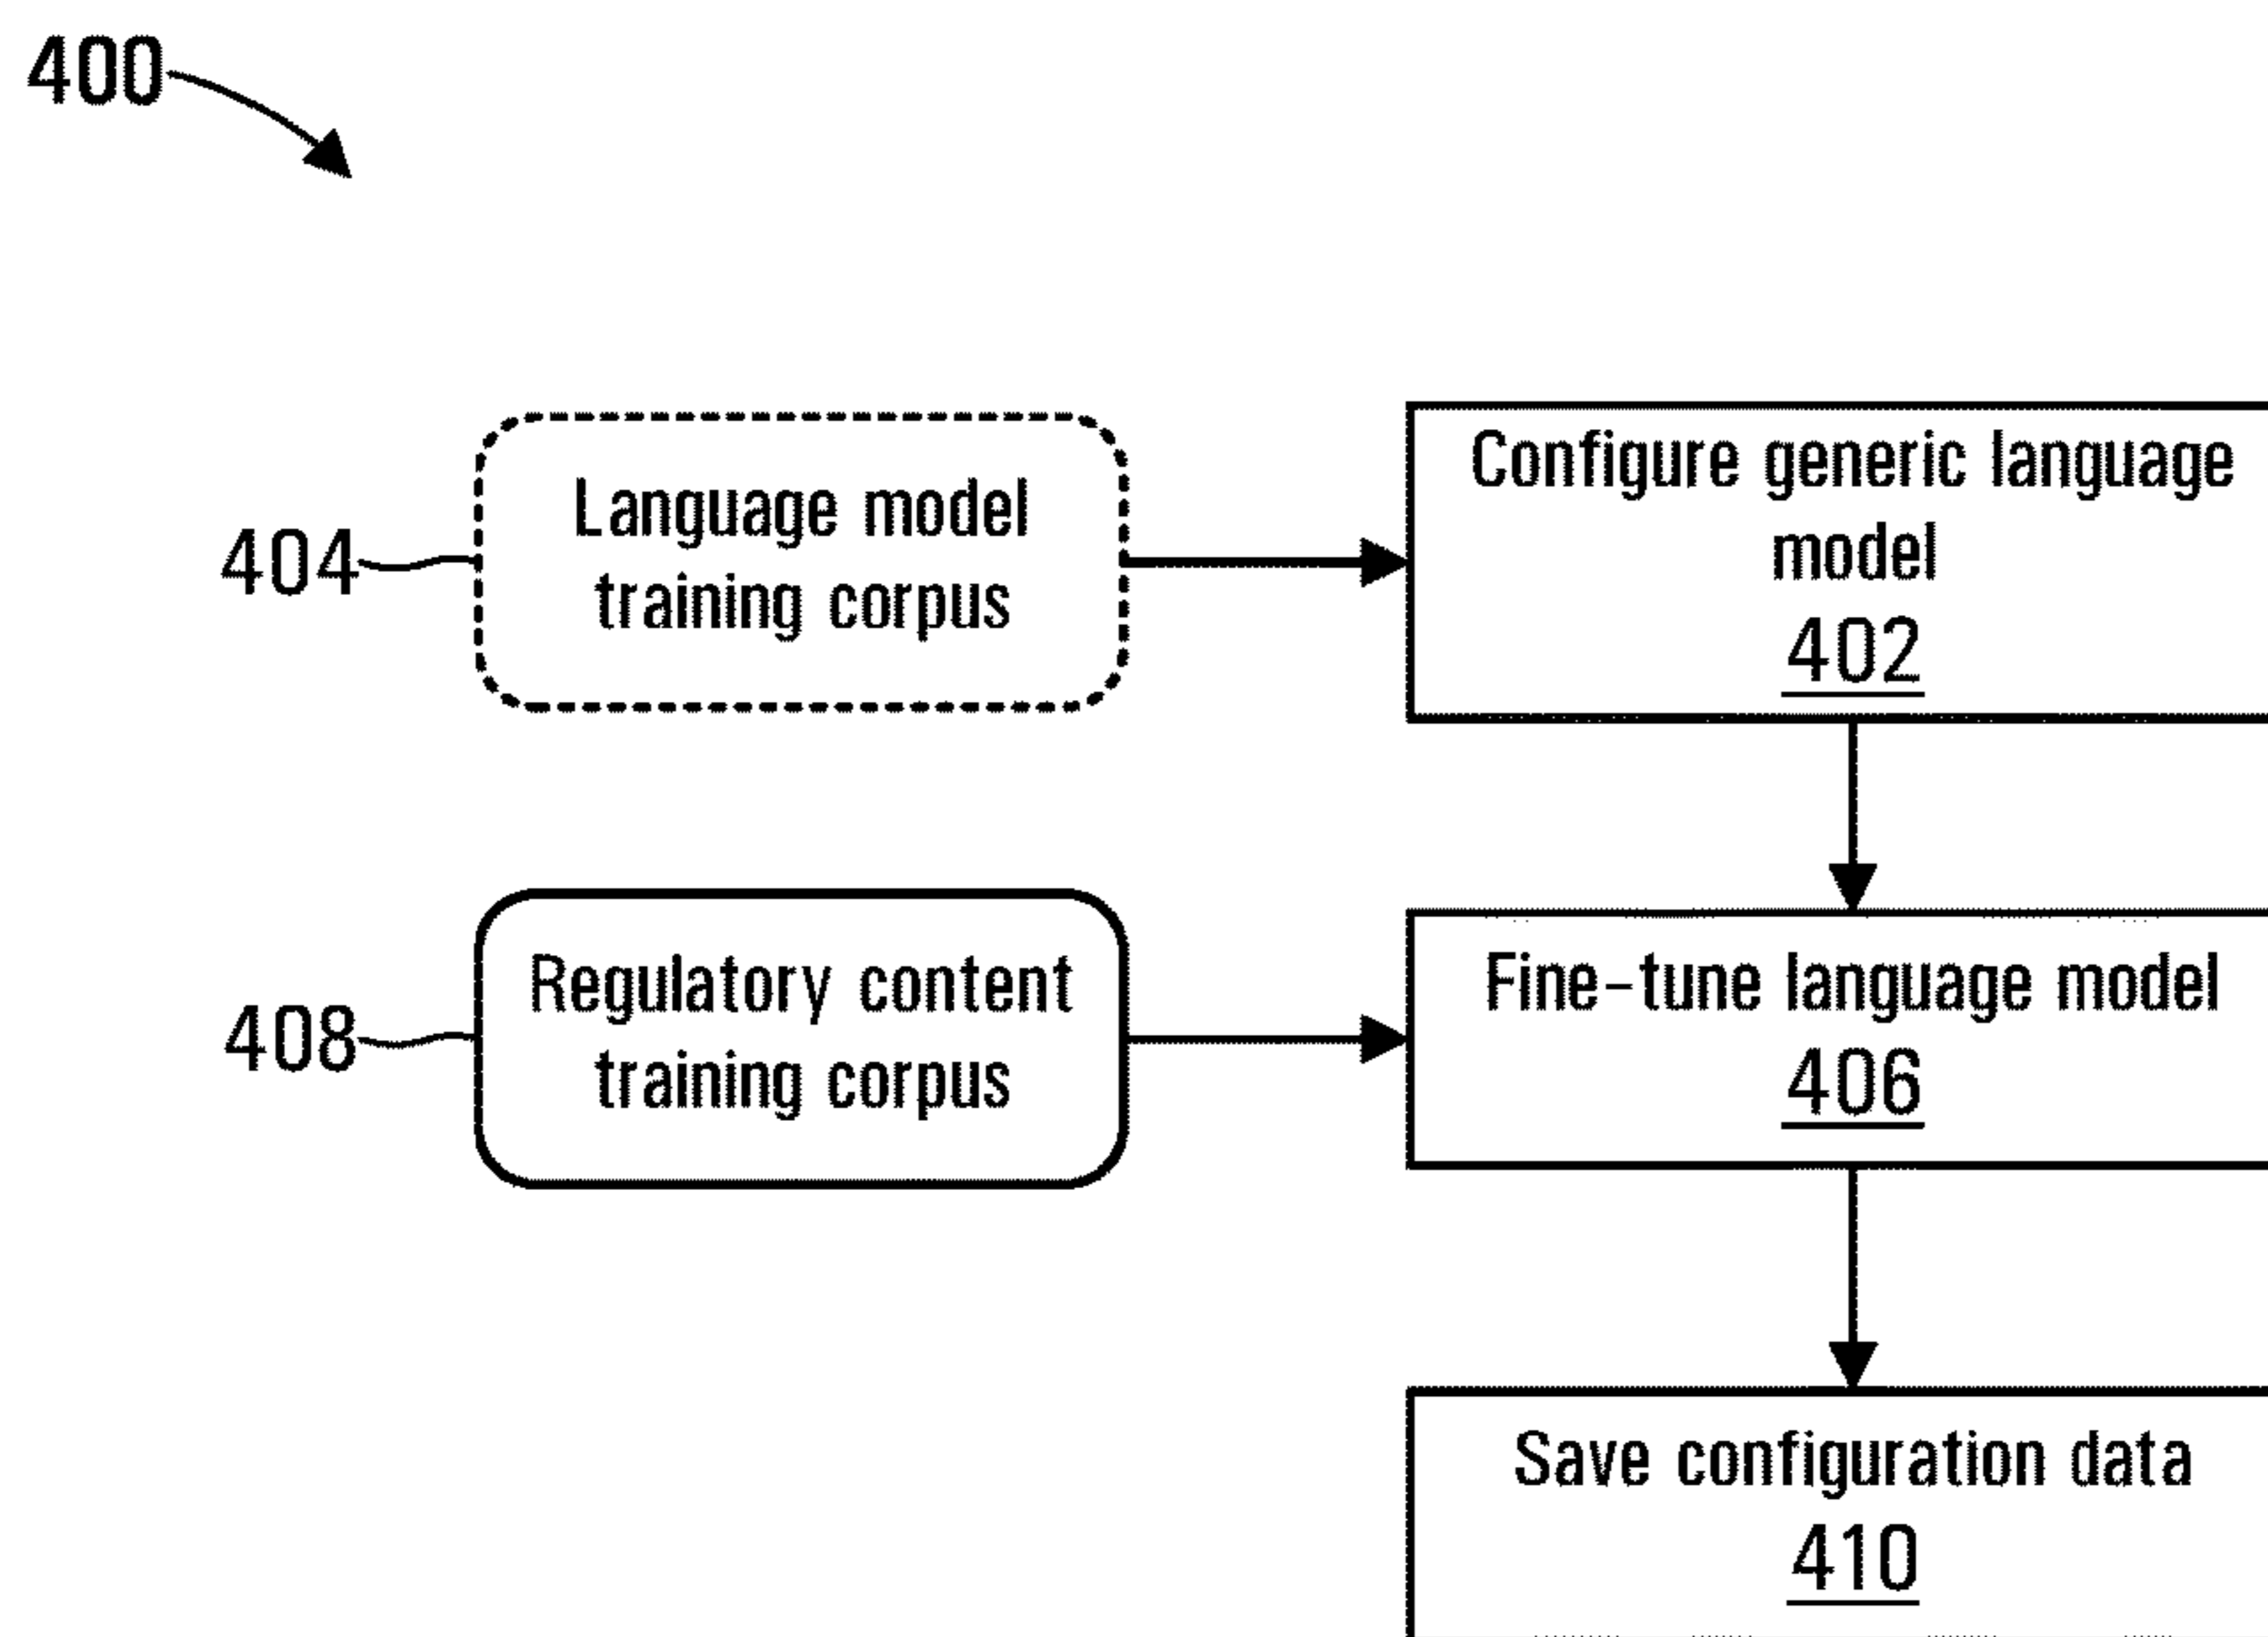 400
404
Language model
training corpus
Configure generic language
model
402
408
Regulatory content
training corpus
Fine-tune language model
406
Save configuration data
410